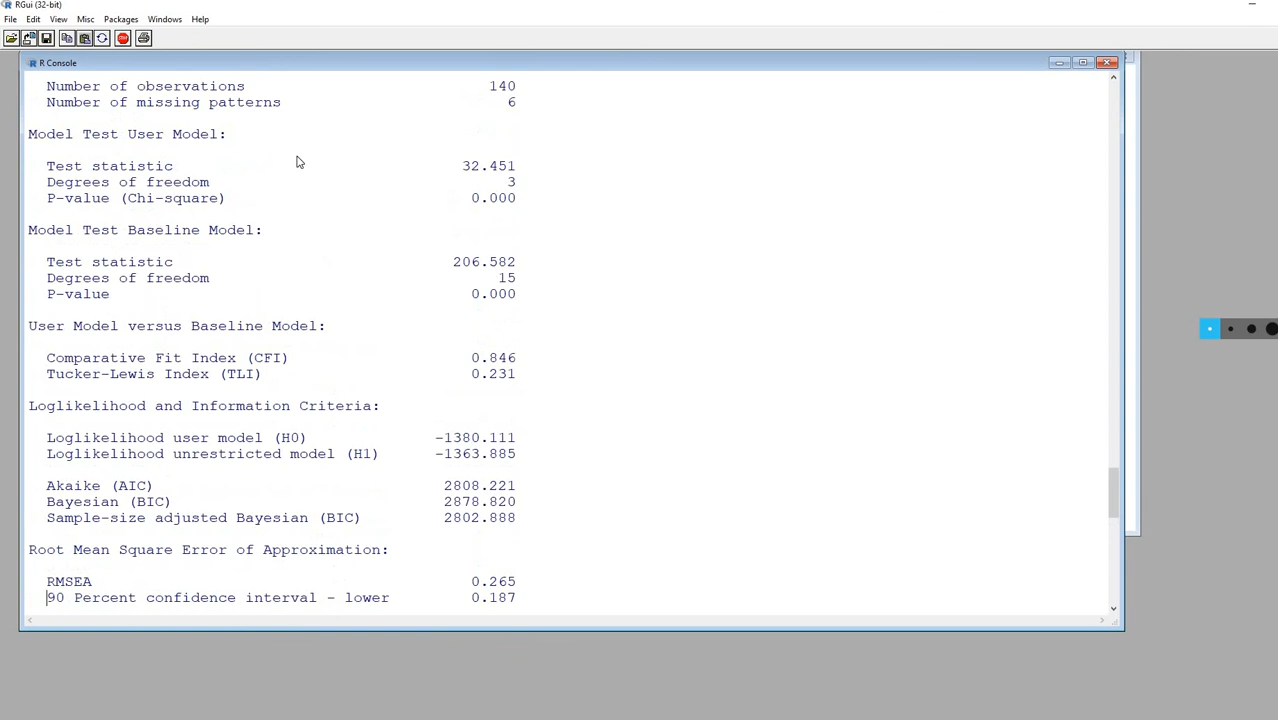 RGui (32-bit)
File Edit View Misc Packages Windows Help
R Console
Number of observations 140
Number of missing patterns 6
Model Test User Model:
Test statistic 32.451
Degrees of freedom 3
P-value (Chi-square) 0.000
Model Test Baseline Model:
Test statistic 206.582
Degrees of freedom 15
P-value 0.000
User Model versus Baseline Model:
Comparative Fit Index (CFI) 0.846
Tucker-Lewis Index (TLI) 0.231
Loglikelihood and Information Criteria:
Loglikelihood user model (H0) -1380.111
Loglikelihood unrestricted model (H1) -1363.885
Akaike (AIC) 2808.221
Bayesian (BIC) 2878.820
Sample-size adjusted Bayesian (BIC) 2802.888
Root Mean Square Error of Approximation:
RMSEA 0.265
90 Percent confidence interval - lower 0.187